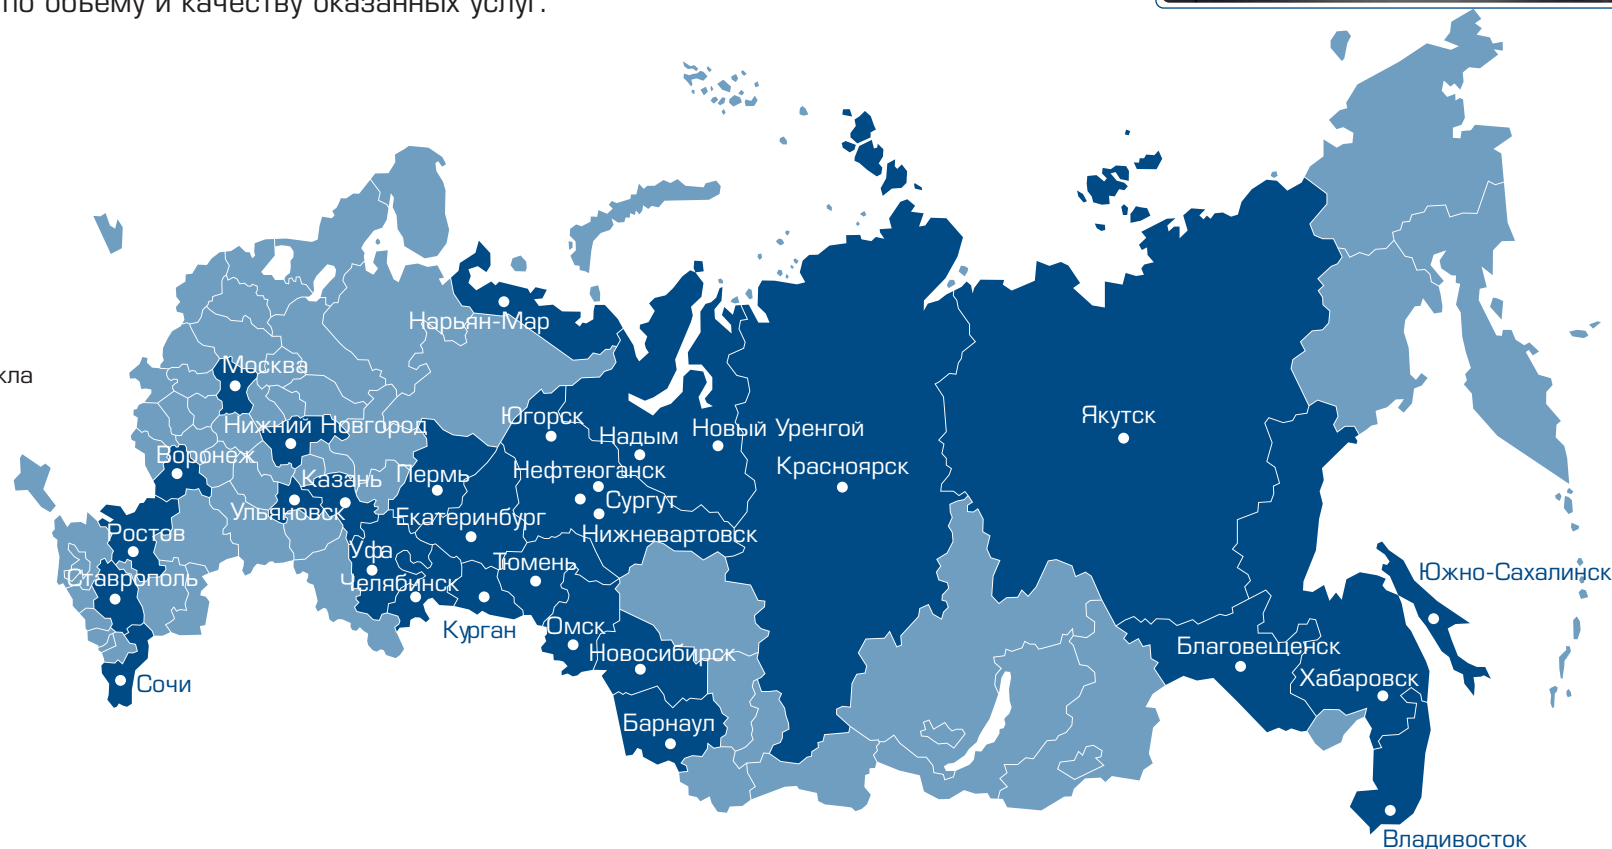 по объему и качеству оказанных услуг.
Нарьян-Мар
Москва
кла
Югорск
Якутск
Нижний Новгород
Надым
Новый Уренгой
Воронеж
Красноярск
Казань
Пермь
Нефтеюганск
Сургут
Ульяновск
Екатеринбург
Ростов
Нижневартовск
Уфа
Тюмень
Ставрополь
Челябинск
Южно-Сахалинск
Курган
Омск
Новосибирск
Благовещенск
Хабаровск
Сочи
Барнаул
Владивосток